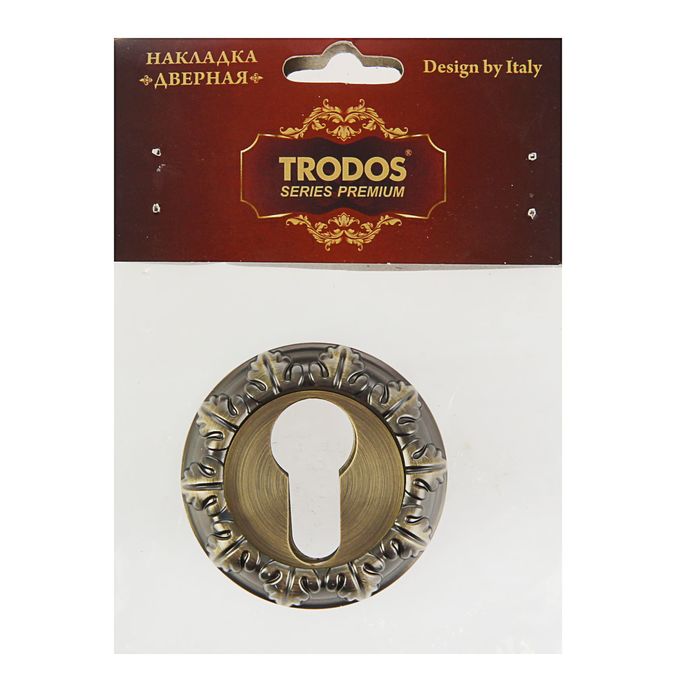 НАКЛАДКА
ДВЕРНАЯ
Design by Italy
TRODOS®
SERIES PREMIUM